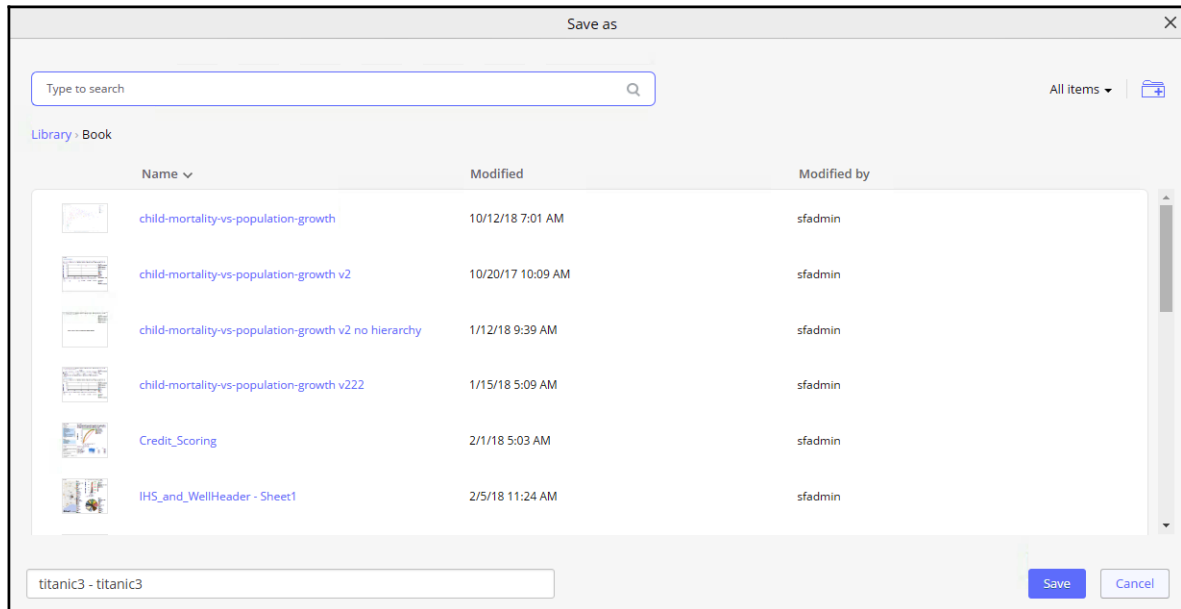 Save as
Type to search
All items
Library › Book
Name Modified Modified by
child-mortality-vs-population-growth 10/12/18 7:01 AM sfadmin
child-mortality-vs-population-growth v2 10/20/17 10:09 AM sfadmin
child-mortality-vs-population-growth v2 no hierarchy 1/12/18 9:39 AM sfadmin
child-mortality-vs-population-growth v222 1/15/18 5:09 AM sfadmin
Credit_Scoring 2/1/18 5:03 AM sfadmin
IHS_and_WellHeader - Sheet1 2/5/18 11:24 AM sfadmin
titanic3 - titanic3 Save Cancel